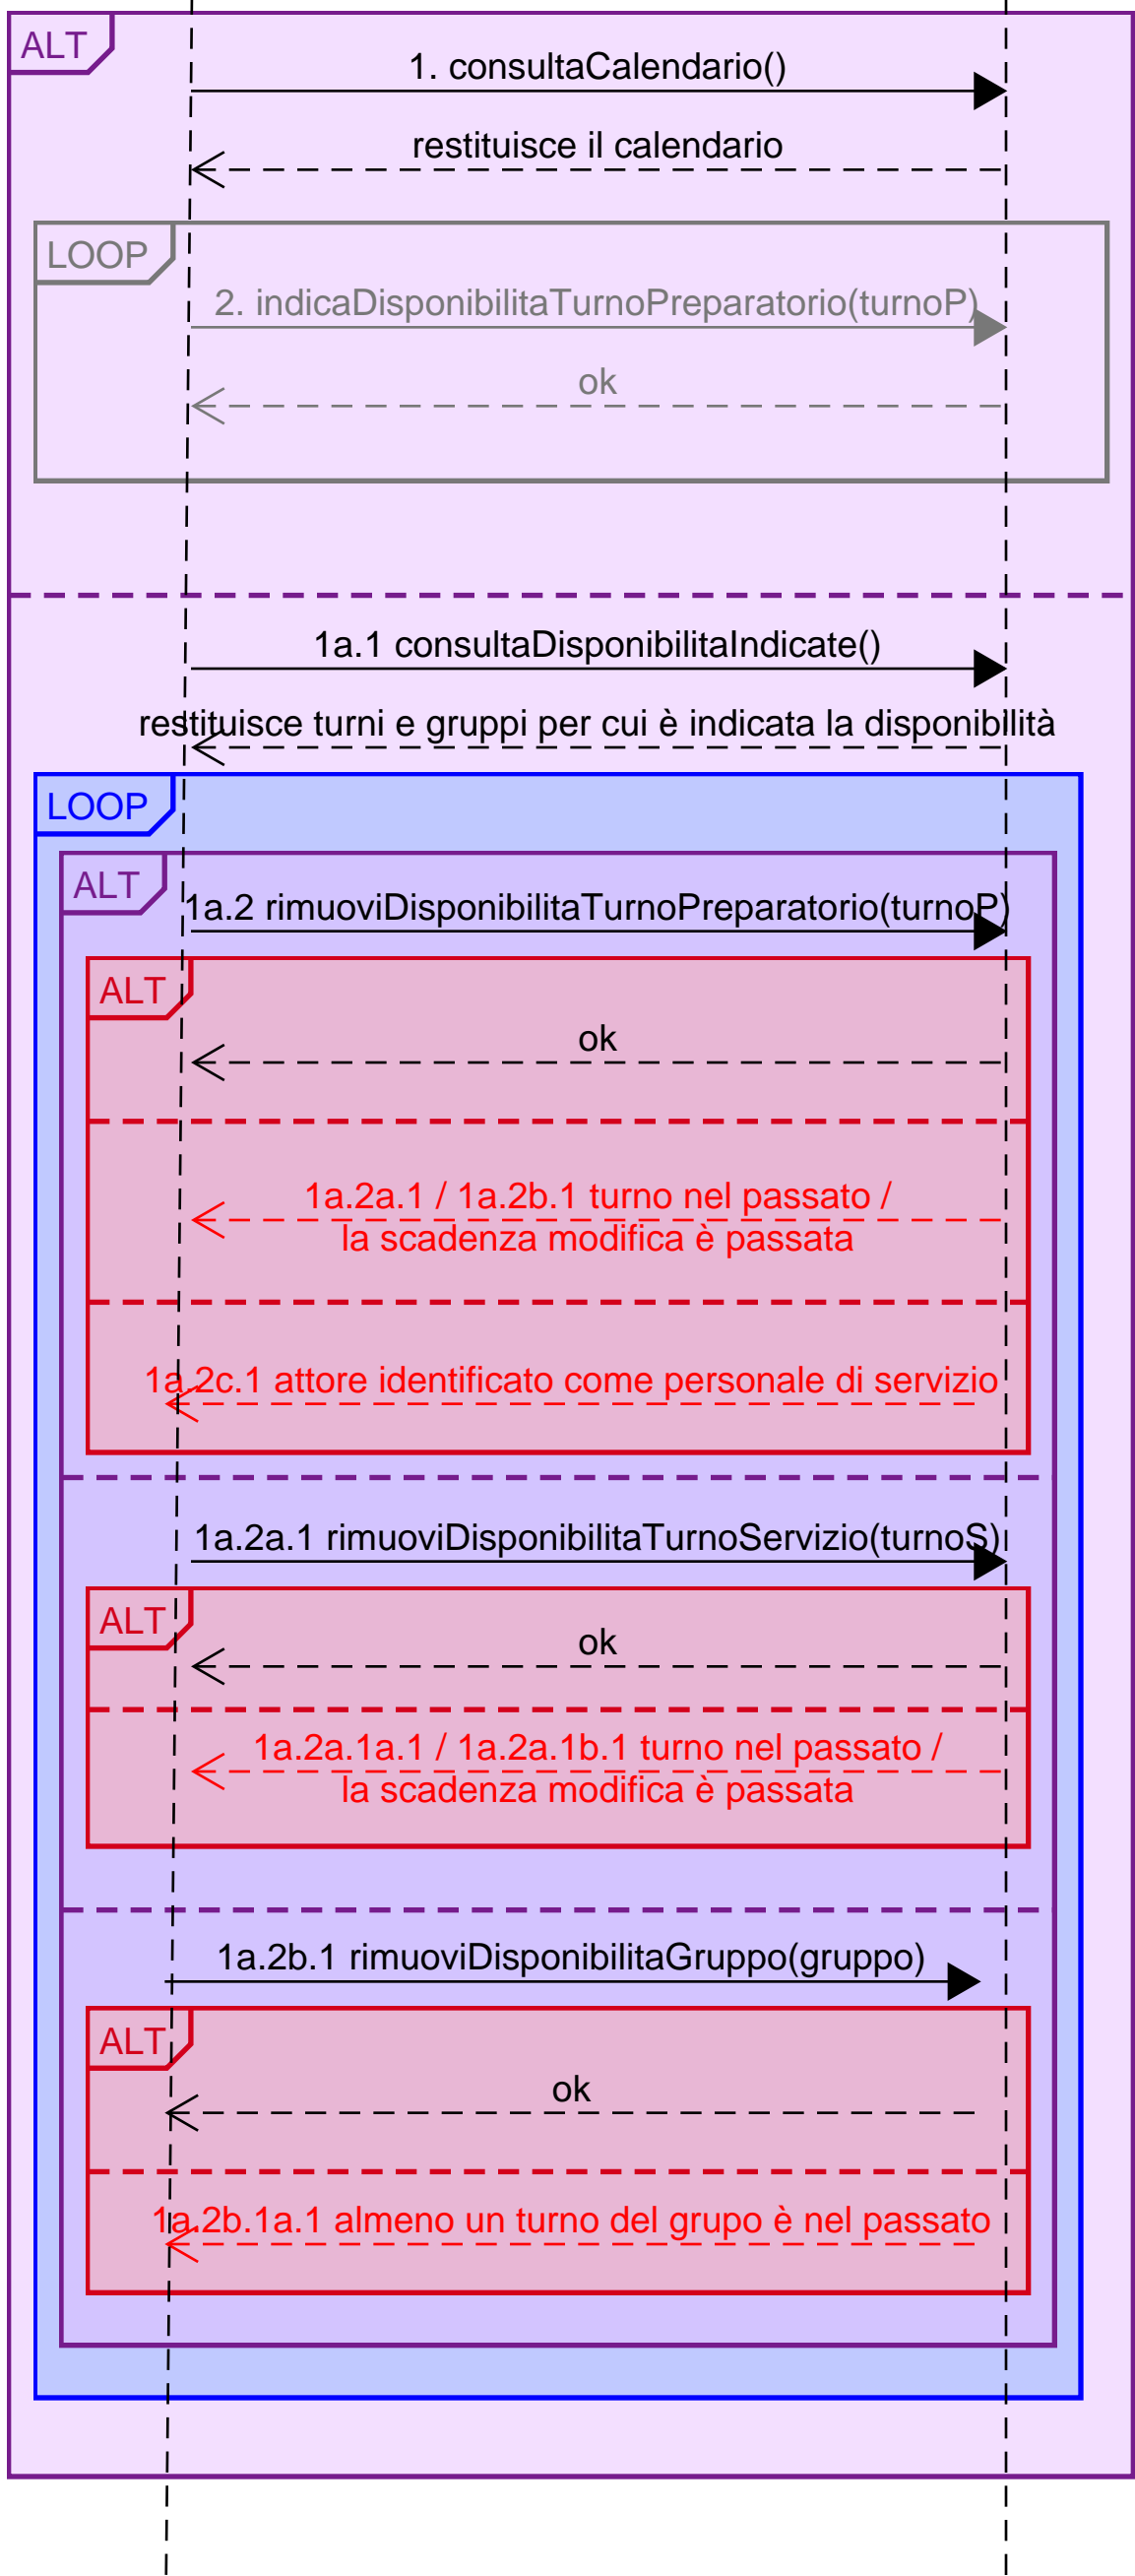 ALT
1. consultaCalendario()
restituisce il calendario
LOOP
2. indicaDisponibilitaTurnoPreparatorio(turnoP)
ok
1a.1 consultaDisponibilitaIndicate()
restituisce turni e gruppi per cui è indicata la disponibilità
LOOP
ALT
1a.2 rimuoviDisponibilitaTurnoPreparatorio(turnoP)
ALT
ok
1a.2a.1 / 1a.2b.1 turno nel passato /
la scadenza modifica è passata
1a.2c.1 attore identificato come personale di servizio
1a.2a.1 rimuoviDisponibilitaTurnoServizio(turnoS)
ALT
ok
1a.2a.1a.1 / 1a.2a.1b.1 turno nel passato /
la scadenza modifica è passata
1a.2b.1 rimuoviDisponibilitaGruppo(gruppo)
ALT
ok
1a.2b.1a.1 almeno un turno del grupo è nel passato